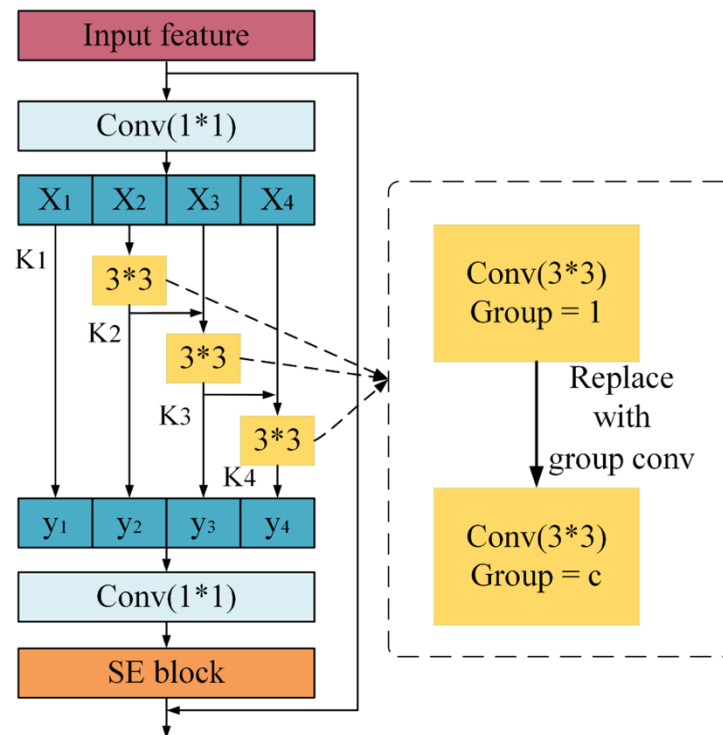 Input feature
Conv(1*1)
X1 X2 X3 X4
K1
3*3
K2
3*3
K3
3*3
K4
y1 y2 y3 y4
Conv(1*1)
SE block
Conv(3*3)
Group = 1
Replace
with
group conv
Conv(3*3)
Group = c